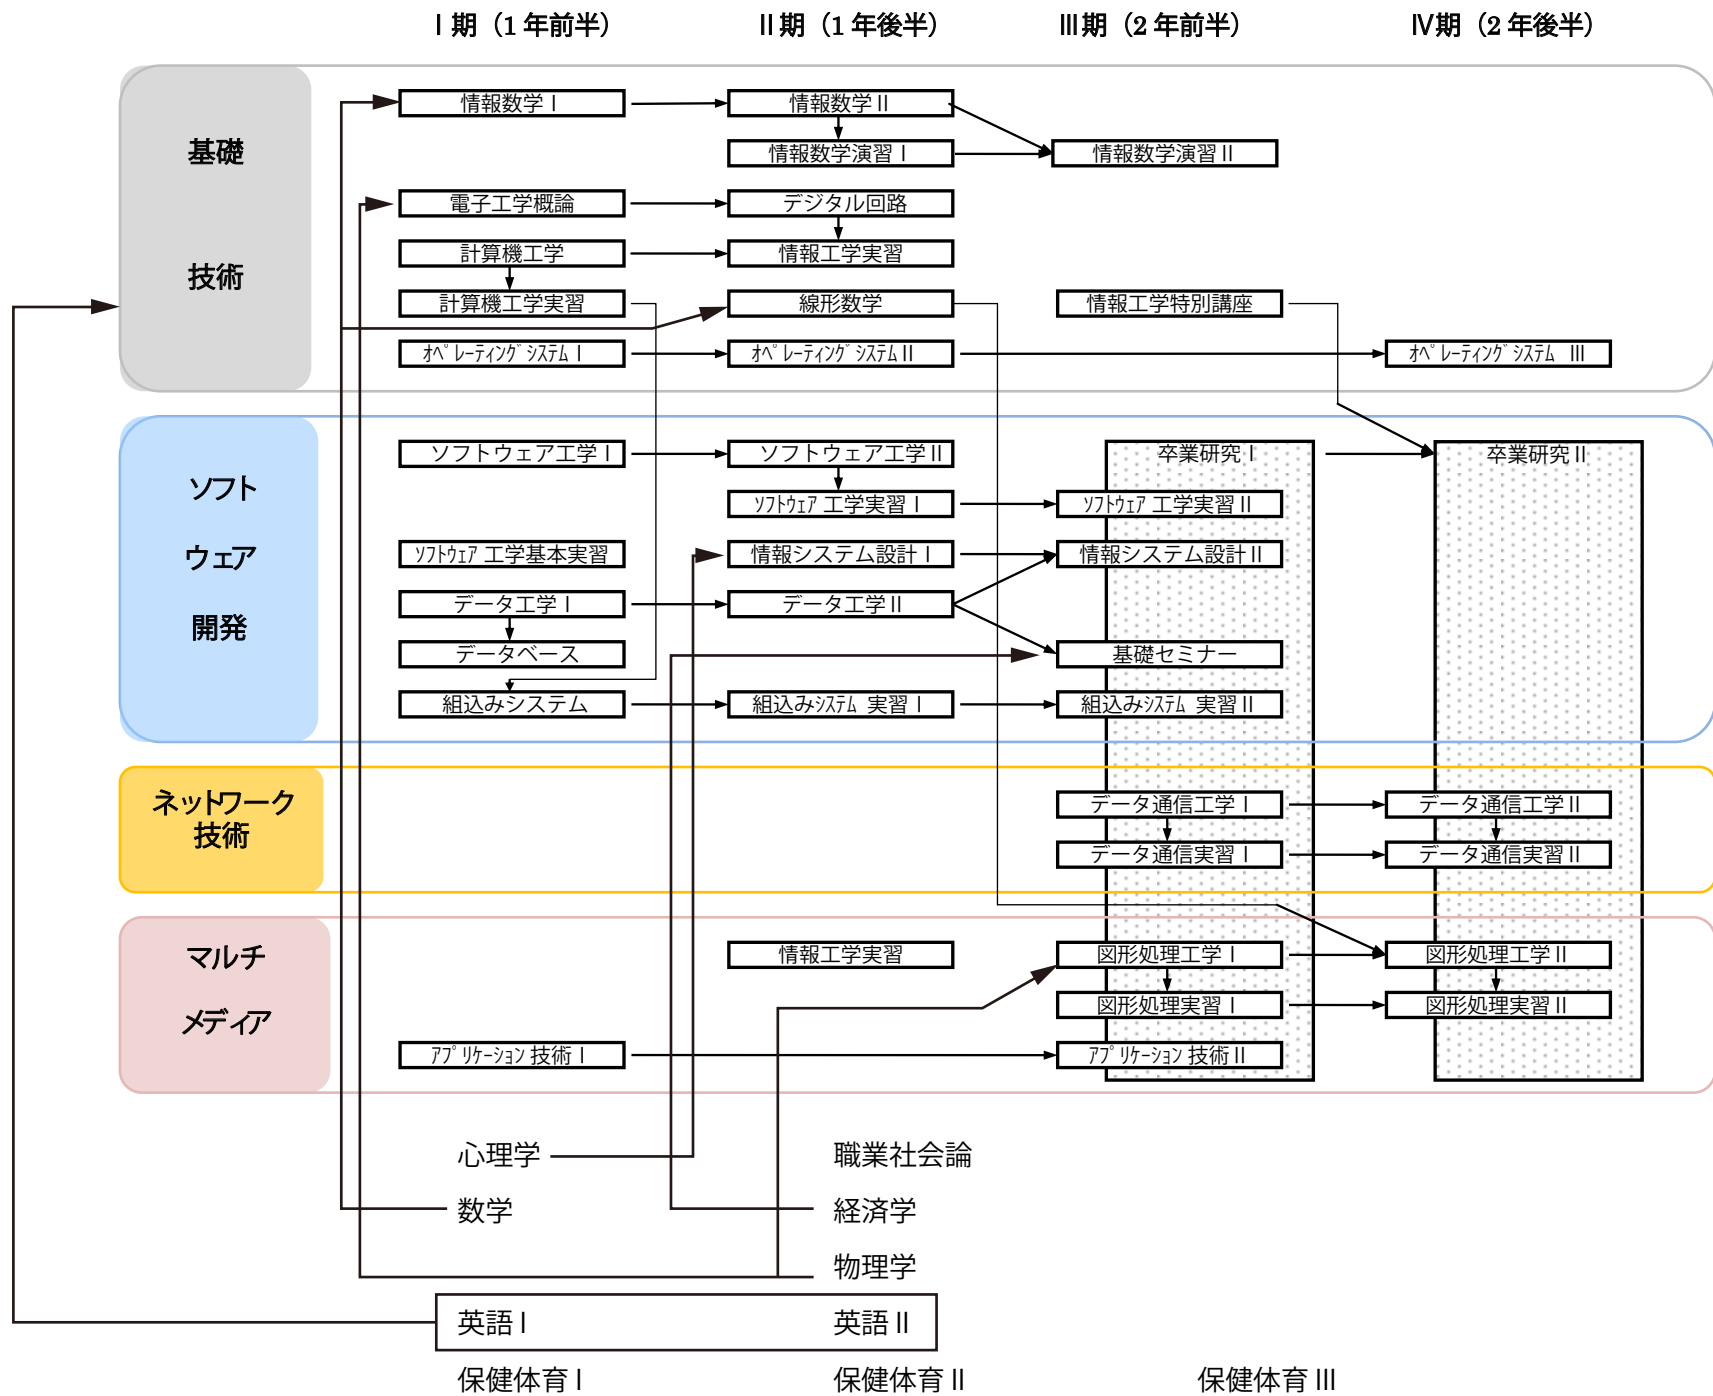 Ⅰ期（1年前半） Ⅱ期（1年後半） Ⅲ期（2年前半） Ⅳ期（2年後半）
基礎
技術
情報数学Ⅰ 情報数学Ⅱ
情報数学演習Ⅰ 情報数学演習Ⅱ
電子工学概論 デジタル回路
計算機工学 情報工学実習
計算機工学実習 線形数学 情報工学特別講座
ｵﾍﾟﾚｰﾃｨﾝｸﾞｼｽﾃﾑⅠ ｵﾍﾟﾚｰﾃｨﾝｸﾞｼｽﾃﾑⅡ ｵﾍﾟﾚｰﾃｨﾝｸﾞｼｽﾃﾑ Ⅲ
ソフト
ウェア
開発
ソフトウェア工学Ⅰ ソフトウェア工学Ⅱ 卒業研究Ⅰ 卒業研究Ⅱ
ｿﾌﾄｳｪｱ工学実習Ⅰ ｿﾌﾄｳｪｱ工学実習Ⅱ
ｿﾌﾄｳｪｱ工学基本実習 情報システム設計Ⅰ 情報システム設計Ⅱ
データ工学Ⅰ データ工学Ⅱ
データベース 基礎セミナー
組込みシステム 組込みｼｽﾃﾑ 実習Ⅰ 組込みｼｽﾃﾑ 実習Ⅱ
ネットワーク
技術
データ通信工学Ⅰ データ通信工学Ⅱ
データ通信実習Ⅰ データ通信実習Ⅱ
マルチ
メディア
情報工学実習 図形処理工学Ⅰ 図形処理工学Ⅱ
図形処理実習Ⅰ 図形処理実習Ⅱ
ｱﾌﾟﾘｹｰｼｮﾝ技術Ⅰ ｱﾌﾟﾘｹｰｼｮﾝ技術Ⅱ
心理学 職業社会論
数学 経済学
物理学
英語Ⅰ 英語Ⅱ
保健体育Ⅰ 保健体育Ⅱ 保健体育Ⅲ